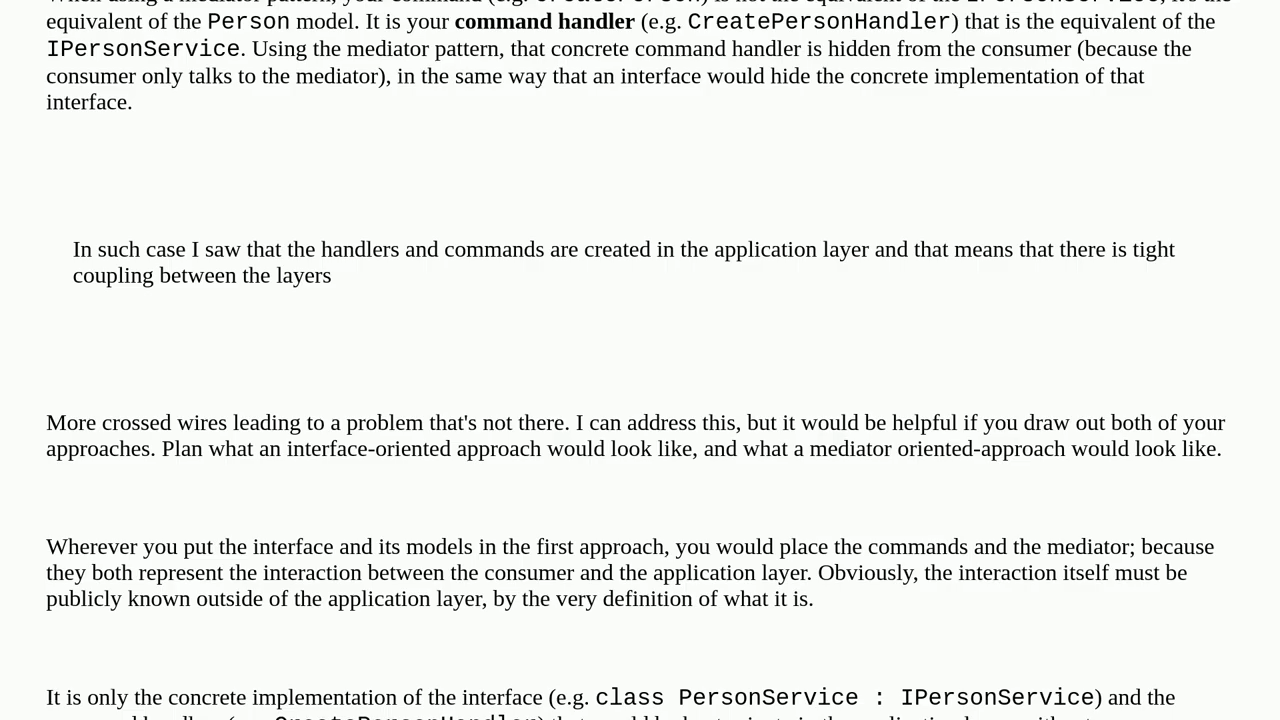 equivalent of the Person model. It is your command handler (e.g. CreatePersonHandler) that is the equivalent of the
IPersonService. Using the mediator pattern, that concrete command handler is hidden from the consumer (because the
consumer only talks to the mediator), in the same way that an interface would hide the concrete implementation of that
interface.
In such case I saw that the handlers and commands are created in the application layer and that means that there is tight
coupling between the layers
More crossed wires leading to a problem that's not there. I can address this, but it would be helpful if you draw out both of your
approaches. Plan what an interface-oriented approach would look like, and what a mediator oriented-approach would look like.
Wherever you put the interface and its models in the first approach, you would place the commands and the mediator; because
they both represent the interaction between the consumer and the application layer. Obviously, the interaction itself must be
publicly known outside of the application layer, by the very definition of what it is.
It is only the concrete implementation of the interface (e.g. class PersonService : IPersonService) and the